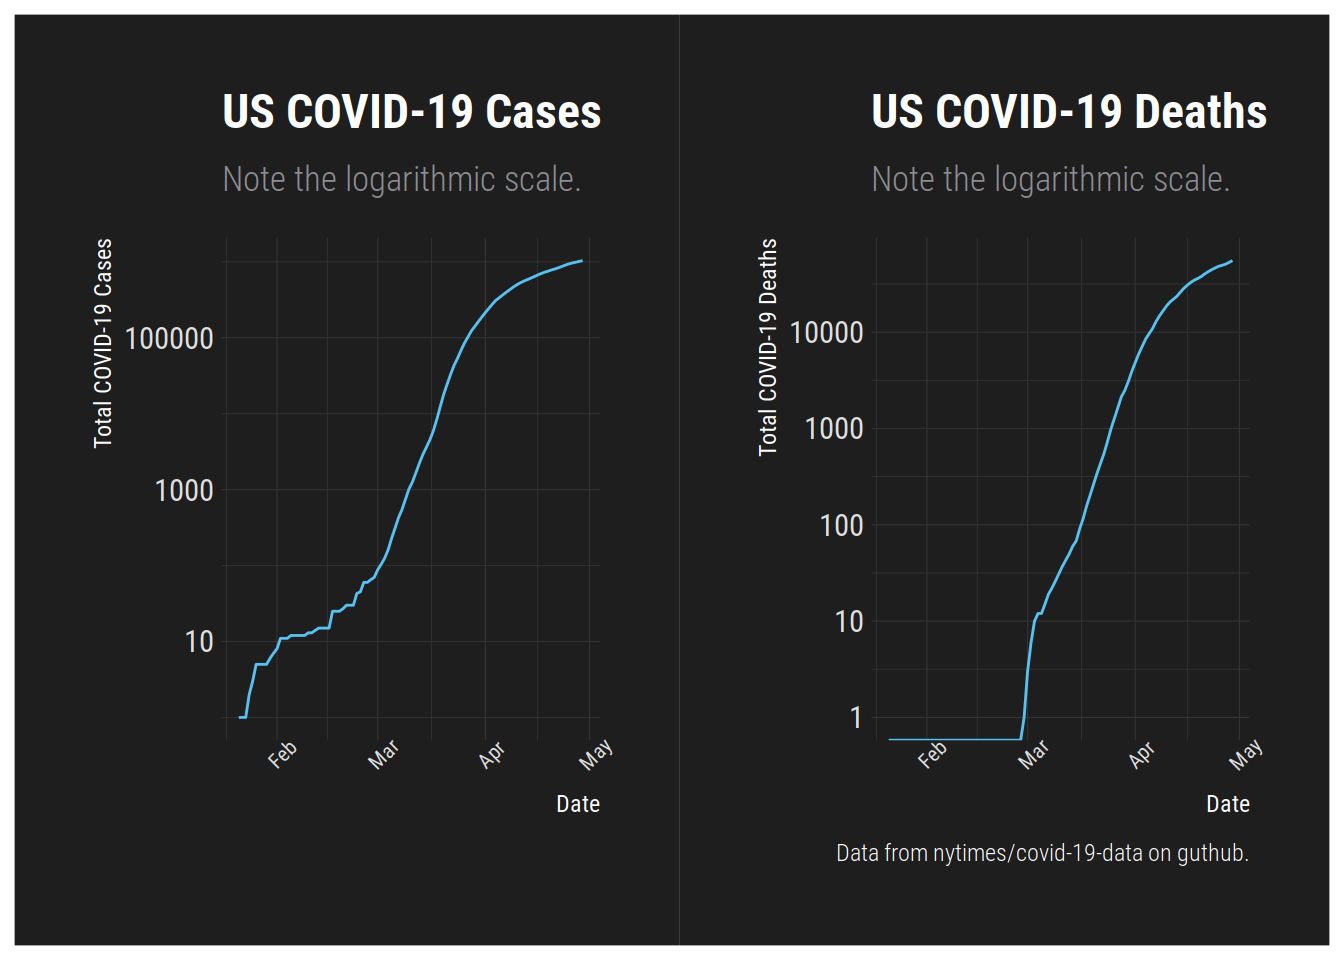 US COVID-19 Cases
Note the logarithmic scale.
Total COVID-19 Cases
100000
1000
10
Feb
Mar
Apr
May
Date
US COVID-19 Deaths
Note the logarithmic scale.
Total COVID-19 Deaths
10000
1000
100
10
1
Feb
Mar
Apr
May
Date
Data from nytimes/covid-19-data on guthub.